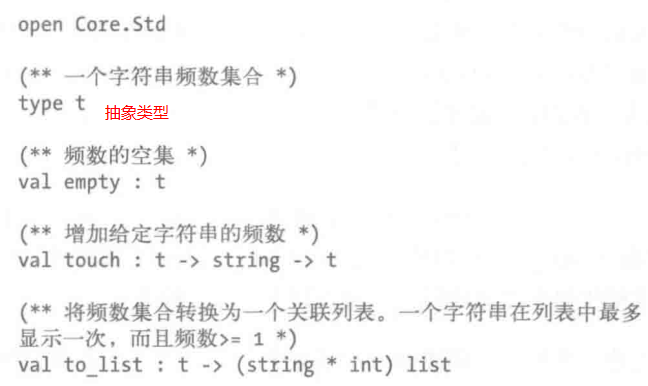 open Core.Std
(** 一个字符串频数集合 *)
type t
抽象类型
(** 频数的空集 *)
val empty : t
(** 增加给定字符串的频数 *)
val touch : t -> string -> t
(** 将频数集合转换为一个关联列表。一个字符串在列表中最多
显示一次，而且频数>= 1 *)
val to_list : t -> (string * int) list